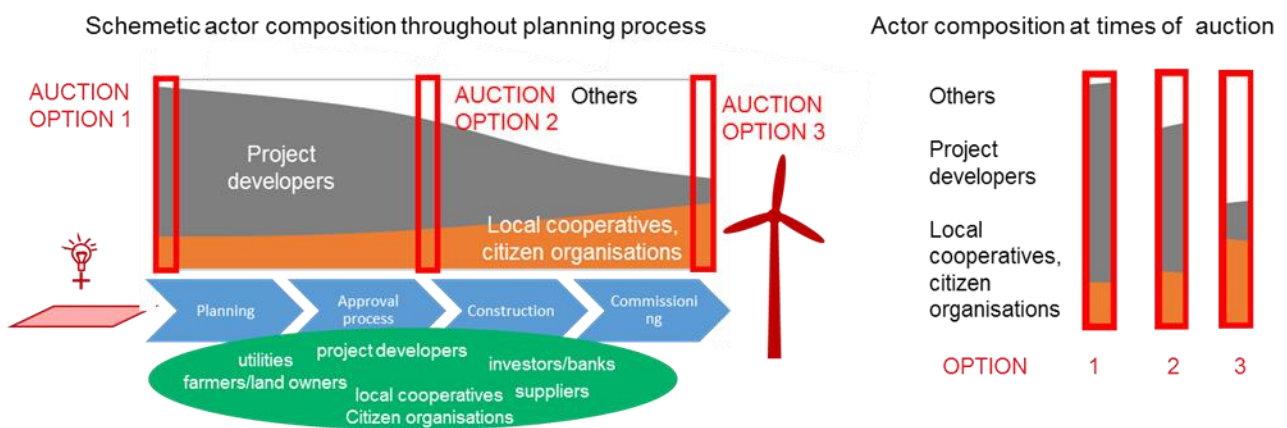 Schemetic actor composition throughout planning process
AUCTION
OPTION 1
Project
developers
AUCTION
OPTION 2
Others
AUCTION
OPTION 3
Local cooperatives,
citizen organisations
Planning
Approval
process
Construction
Commissioni
ng
utilities
project developers
investors/banks
farmers/land owners
local cooperatives
suppliers
Citizen organisations
Actor composition at times of auction
Others
Project
developers
Local
cooperatives,
citizen
organisations
OPTION 1 2 3